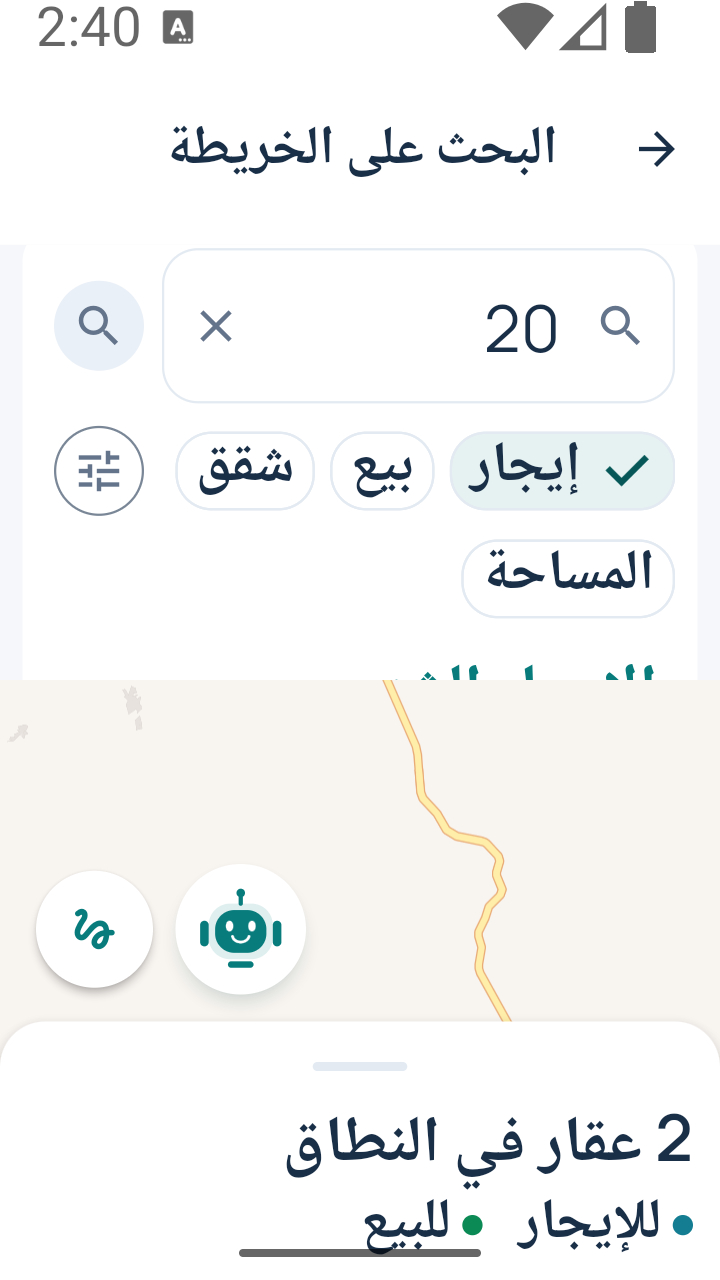 2:40
البحث على الخريطة
20
إيجار
بيع
شقق
المساحة
2 عقار في النطاق
للإيجار
للبيع